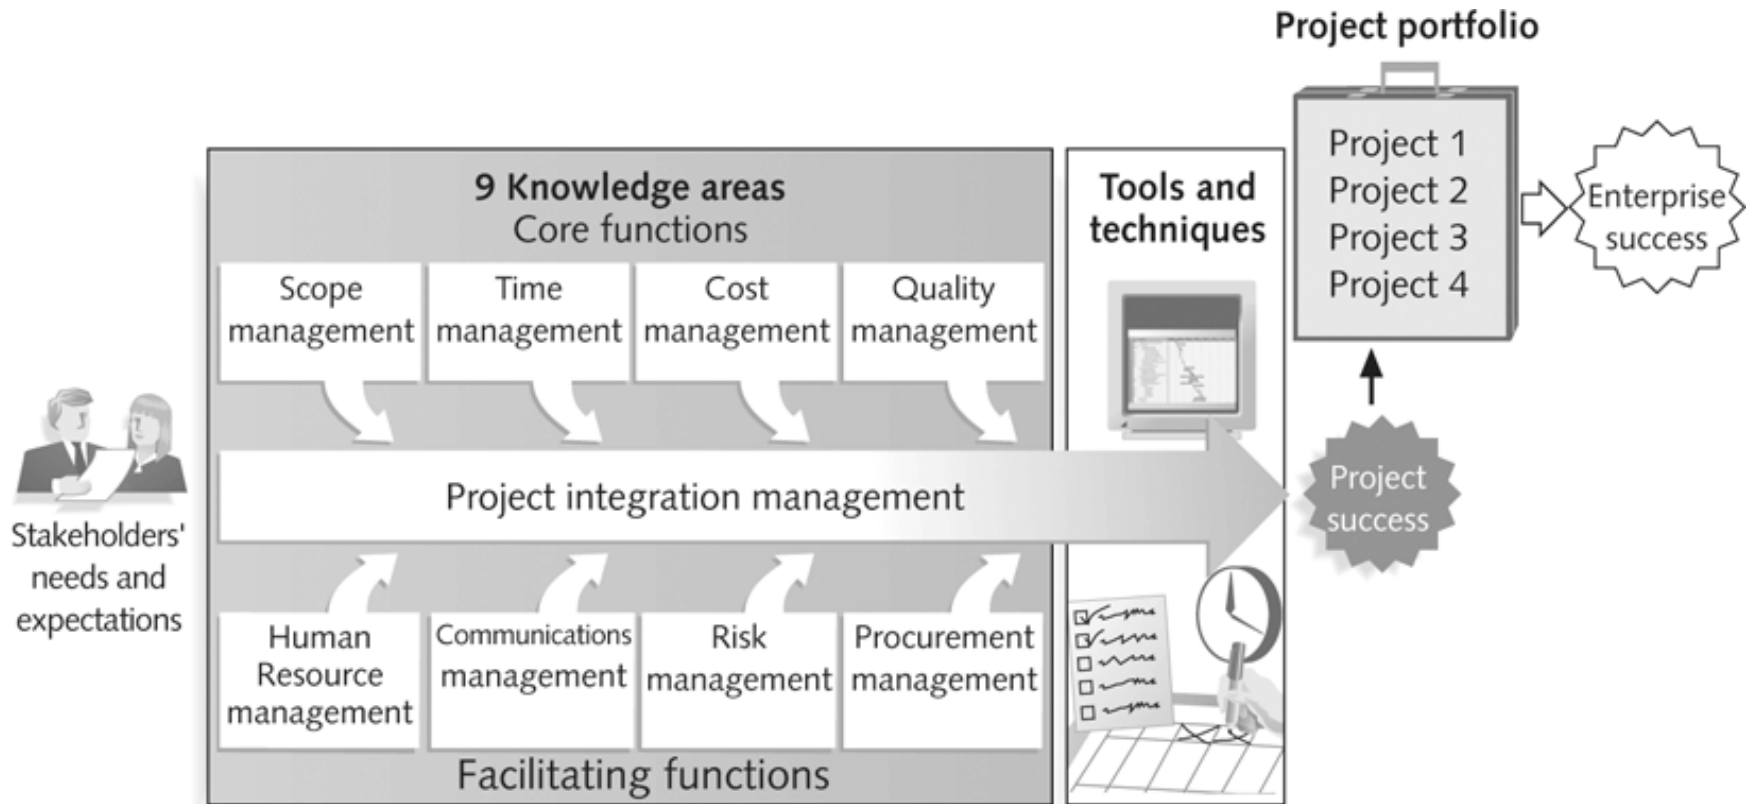 Project portfolio
Project 1
Project 2
Project 3
Project 4
Enterprise
success
9 Knowledge areas
Core functions
Scope
management
Time
management
Cost
management
Quality
management
Tools and
techniques
Stakeholders'
needs and
expectations
Project integration management
Project
success
Human
Resource
management
Communications
management
Risk
management
Procurement
management
Facilitating functions